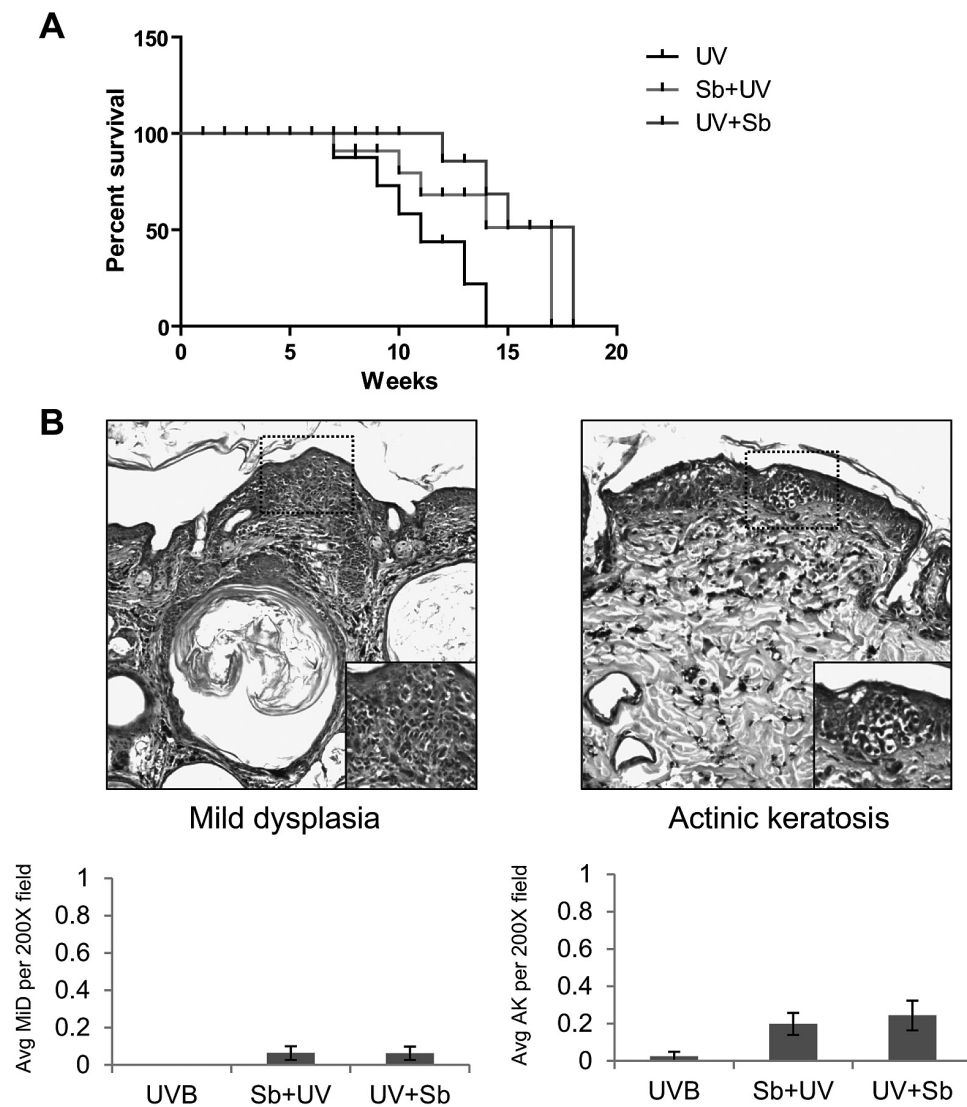 A
150
100
50
0
Percent survival
0 5 10 15 20
Weeks
UV
Sb+UV
UV+Sb
B
Mild dysplasia
Actinic keratosis
Avg MiD per 200X field
1
0.8
0.6
0.4
0.2
0
UVB Sb+UV UV+Sb
Avg AK per 200X field
1
0.8
0.6
0.4
0.2
0
UVB Sb+UV UV+Sb